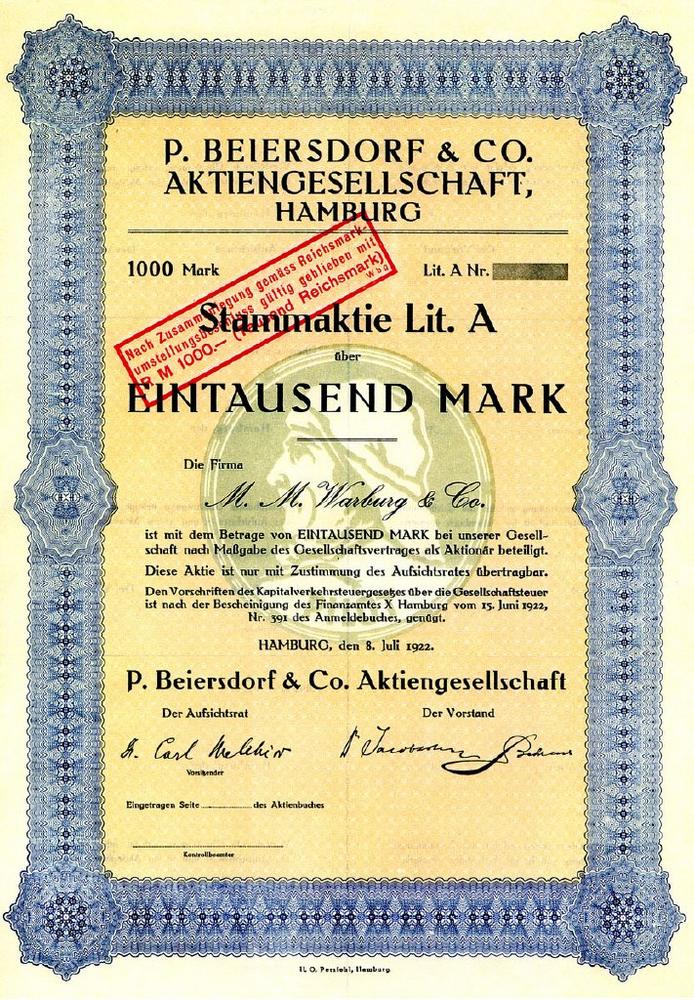 P. BEIERSDORF & CO.
AKTIENGESELLSCHAFT,
HAMBURG
1000 Mark
Lit. A Nr.
Nach Zusammenlegung gemäss Reichsmark-
umstellungsbeschluss gültig geblieben mit
R M 1000.— (Tausend Reichsmark)
Stammaktie Lit. A
über
EINTAUSEND MARK
Die Firma
M. M. Warburg & Co.
ist mit dem Betrage von EINTAUSEND MARK bei unserer Gesell-
schaft nach Maßgabe des Gesellschaftsvertrages als Aktionär beteiligt.
Diese Aktie ist nur mit Zustimmung des Aufsichtsrates übertragbar.
Den Vorschriften des Kapitalverkehrsteuergesetzes über die Gesellschaftsteuer
ist nach der Bescheinigung des Finanzamtes X Hamburg vom 15. Juni 1922,
Nr. 391 des Anmeldebuches, genügt.
HAMBURG, den 8. Juli 1922.
P. Beiersdorf & Co. Aktiengesellschaft
Der Aufsichtsrat
Der Vorstand
Carl Melchior
Vorsitzender
Eingetragen Seite .......... des Aktienbuches
Kontrollbeamter
H. O. Persiehl, Hamburg